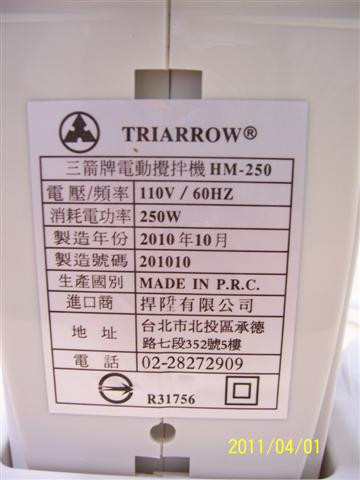 TRIARROW®
三箭牌電動攪拌機 HM-250
電壓/頻率 110V / 60HZ
消耗電功率 250W
製造年份 2010年10月
製造號碼 201010
生產國別 MADE IN P.R.C.
進口商 捍陞有限公司
地址 台北市北投區承德
路七段352號5樓
電話 02-28272909
R31756
2011/04/01